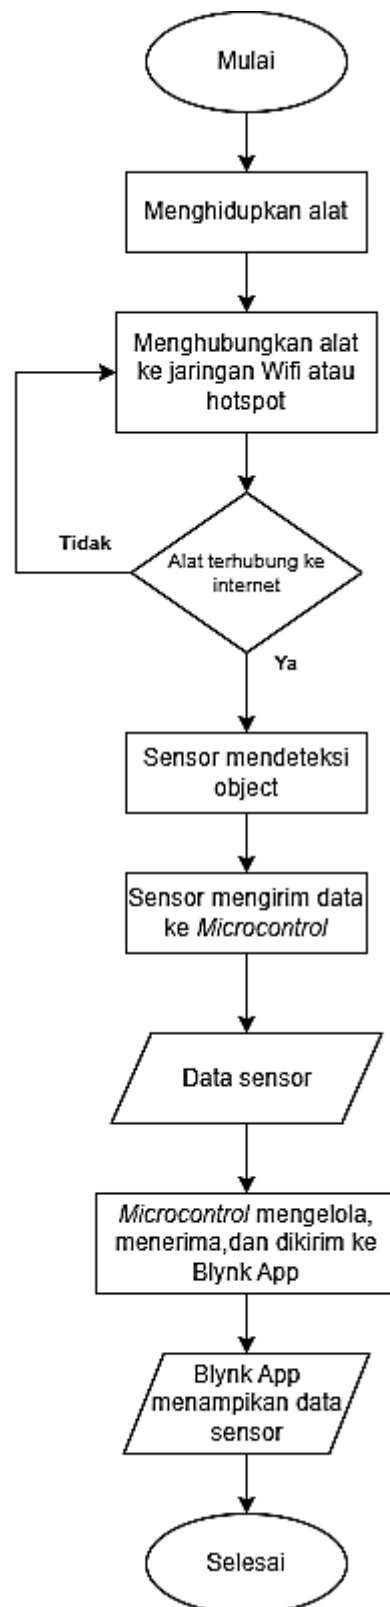 Mulai
Menghidupkan alat
Menghubungkan alat
ke jaringan Wifi atau
hotspot
Tidak
Alat terhubung ke
internet
Ya
Sensor mendeteksi
object
Sensor mengirim data
ke Microcontrol
Data sensor
Microcontrol mengelola,
menerima,dan dikirim ke
Blynk App
Blynk App
menampikan data
sensor
Selesai